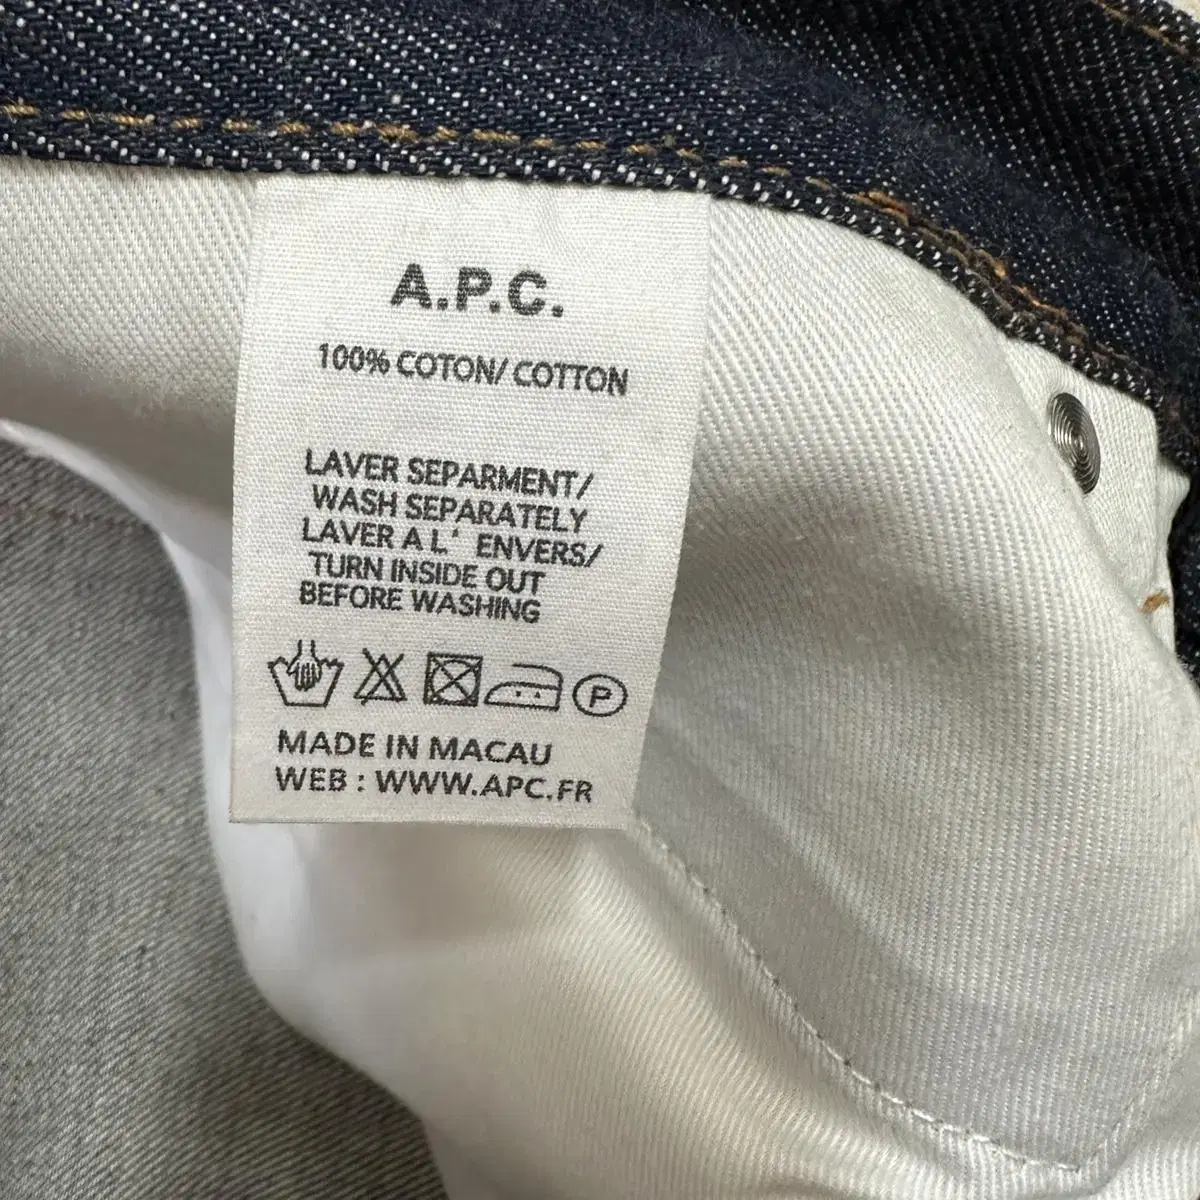 A.P.C.
100% COTON/ COTTON
LAVER SEPARMENT/
WASH SEPARATELY
LAVER A L' ENVERS/
TURN INSIDE OUT
BEFORE WASHING
P
MADE IN MACAU
WEB : WWW.APC.FR